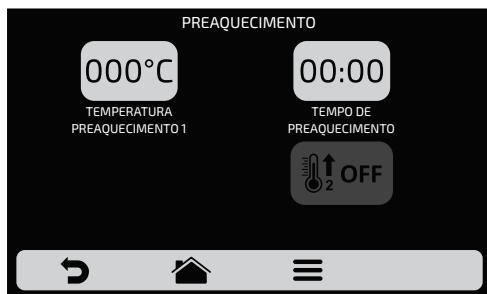 PREAQUECIMENTO
000°C
00:00
TEMPERATURA
PREAQUECIMENTO 1
TEMPO DE
PREAQUECIMENTO
2 OFF